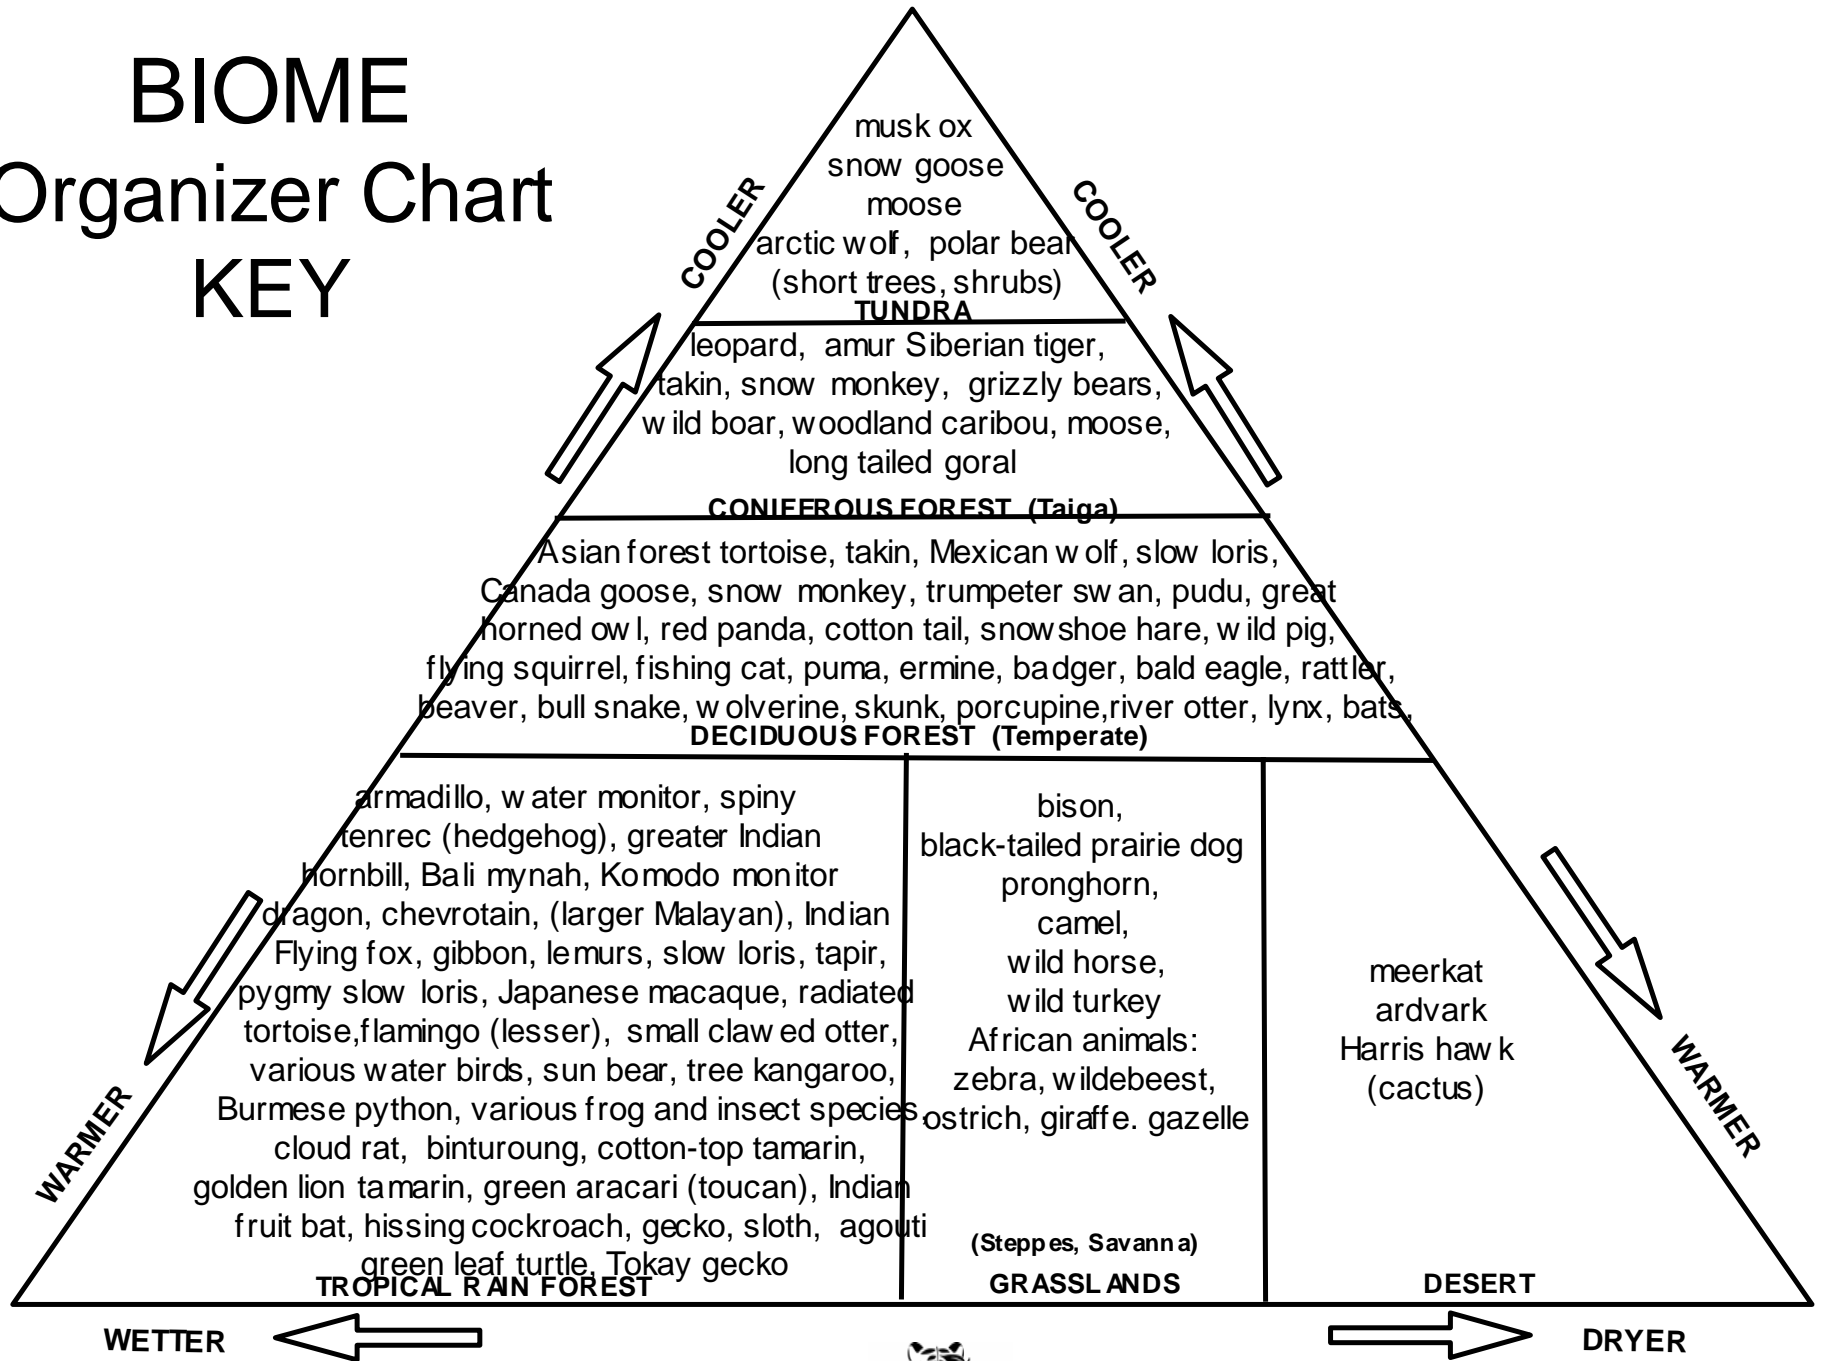 BIOME
Organizer Chart
KEY
COOLER
COOLER
musk ox
snow goose
moose
arctic wolf, polar bear
(short trees, shrubs)
TUNDRA
leopard, amur Siberian tiger,
takin, snow monkey, grizzly bears,
wild boar, woodland caribou, moose,
long tailed goral
CONIFEROUS FOREST (Taiga)
Asian forest tortoise, takin, Mexican wolf, slow loris,
Canada goose, snow monkey, trumpeter swan, pudu, great
horned owl, red panda, cotton tail, snowshoe hare, wild pig,
flying squirrel, fishing cat, puma, ermine, badger, bald eagle, rattler,
beaver, bull snake, wolverine, skunk, porcupine,river otter, lynx, bats,
DECIDUOUS FOREST (Temperate)
armadillo, water monitor, spiny
tenrec (hedgehog), greater Indian
hornbill, Bali mynah, Komodo monitor
dragon, chevrotain, (larger Malayan), Indian
Flying fox, gibbon, lemurs, slow loris, tapir,
pygmy slow loris, Japanese macaque, radiated
tortoise,flamingo (lesser), small clawed otter,
various water birds, sun bear, tree kangaroo,
Burmese python, various frog and insect species,
cloud rat, binturoung, cotton-top tamarin,
golden lion tamarin, green aracari (toucan), Indian
fruit bat, hissing cockroach, gecko, sloth, agouti
green leaf turtle, Tokay gecko
TROPICAL RAIN FOREST
bison,
black-tailed prairie dog
pronghorn,
camel,
wild horse,
wild turkey
African animals:
zebra, wildebeest,
ostrich, giraffe. gazelle
(Steppes, Savanna)
GRASSLANDS
meerkat
ardvark
Harris hawk
(cactus)
DESERT
WARMER
WARMER
WETTER
DRYER